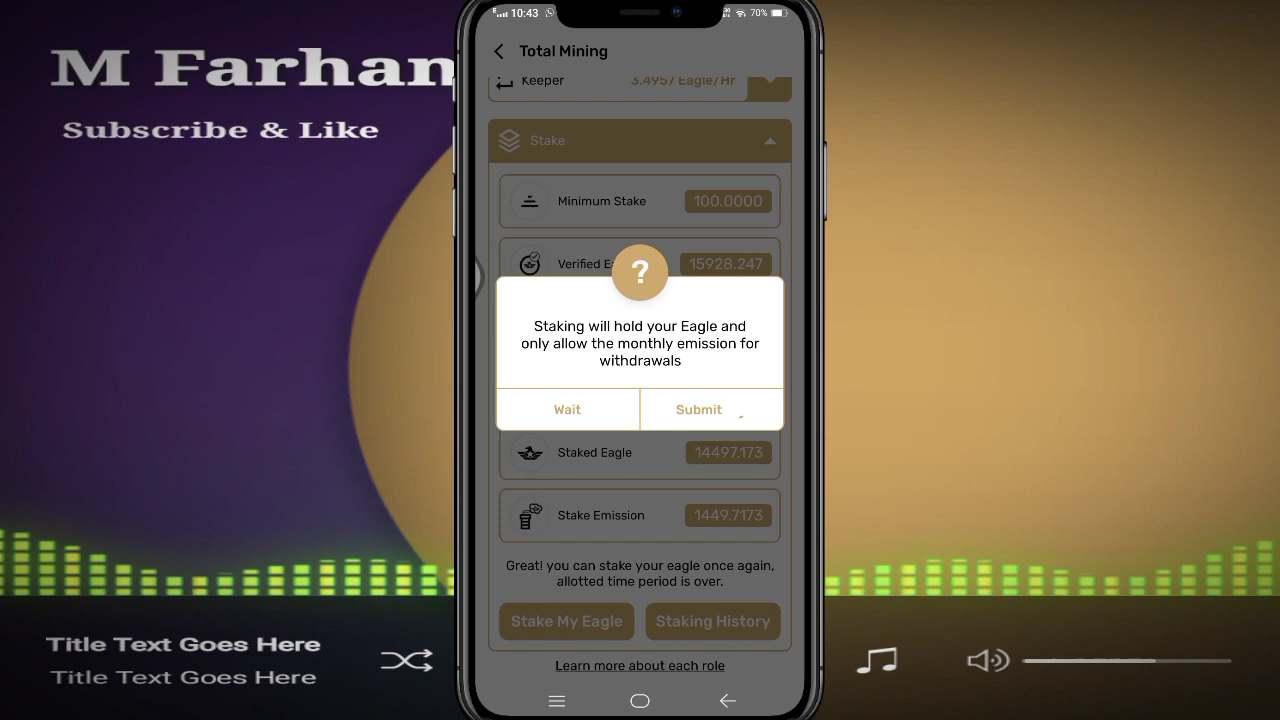 M Farhan
Subscribe & Like
10:43
70%
Total Mining
Keeper
3.4957 Eagle/Hr
Stake
Minimum Stake
100.0000
Verified Ea
15928.247
?
Staking will hold your Eagle and
only allow the monthly emission for
withdrawals
Wait
Submit
Staked Eagle
14497.173
Stake Emission
1449.7173
Great! you can stake your eagle once again,
allotted time period is over.
Stake My Eagle
Staking History
Learn more about each role
Title Text Goes Here
Title Text Goes Here